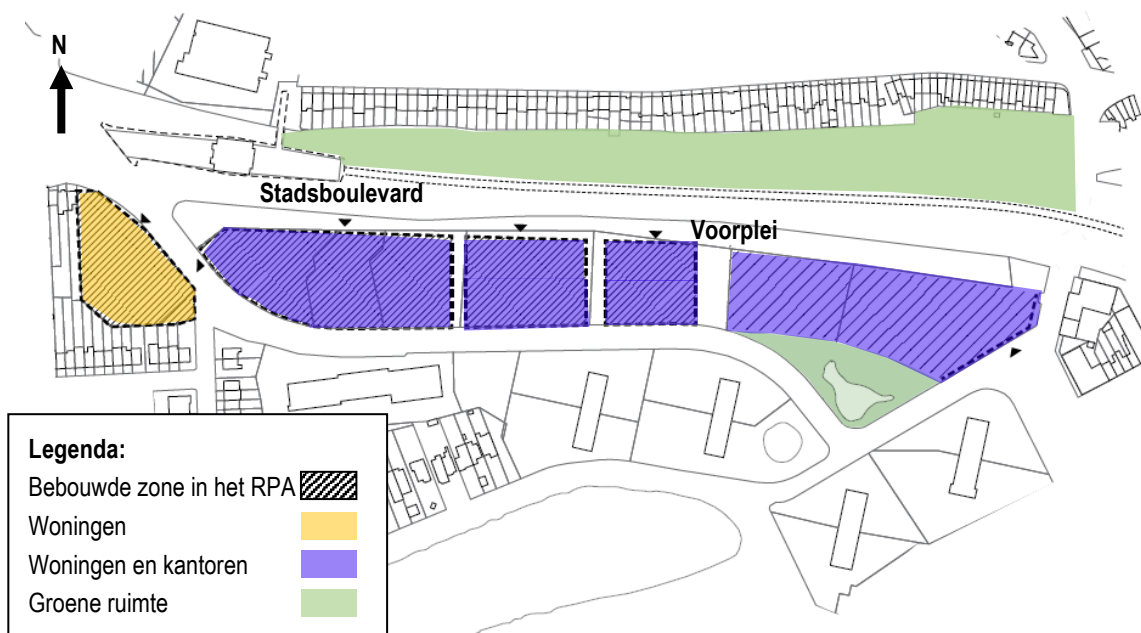 N
Stadsboulevard
Voorplei
Legenda:
Bebouwde zone in het RPA
Woningen
Woningen en kantoren
Groene ruimte